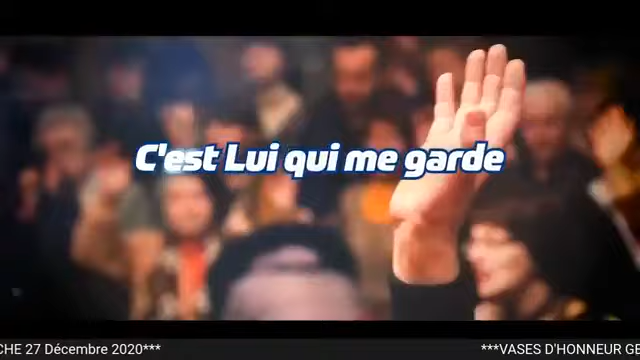 C'est Lui qui me garde
CHE 27 Décembre 2020*** ***VASES D'HONNEUR GE